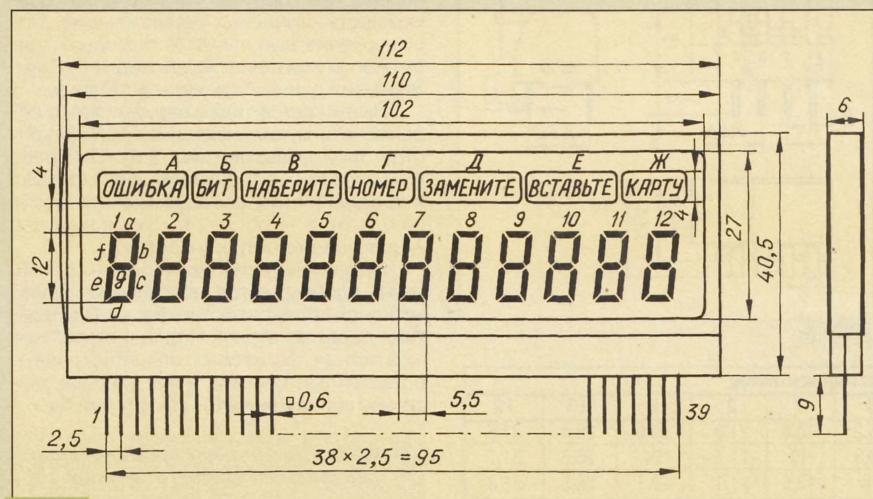 112
110
102
6
А Б В Г Д Е Ж
4
ОШИБКА БИТ НАБЕРИТЕ НОМЕР ЗАМЕНИТЕ ВСТАВЬТЕ КАРТУ
4
1 a 2 3 4 5 6 7 8 9 10 11 12
27
40,5
f b
12
e g c
d
1
□0,6
5,5
39
9
2,5
38×2,5=95